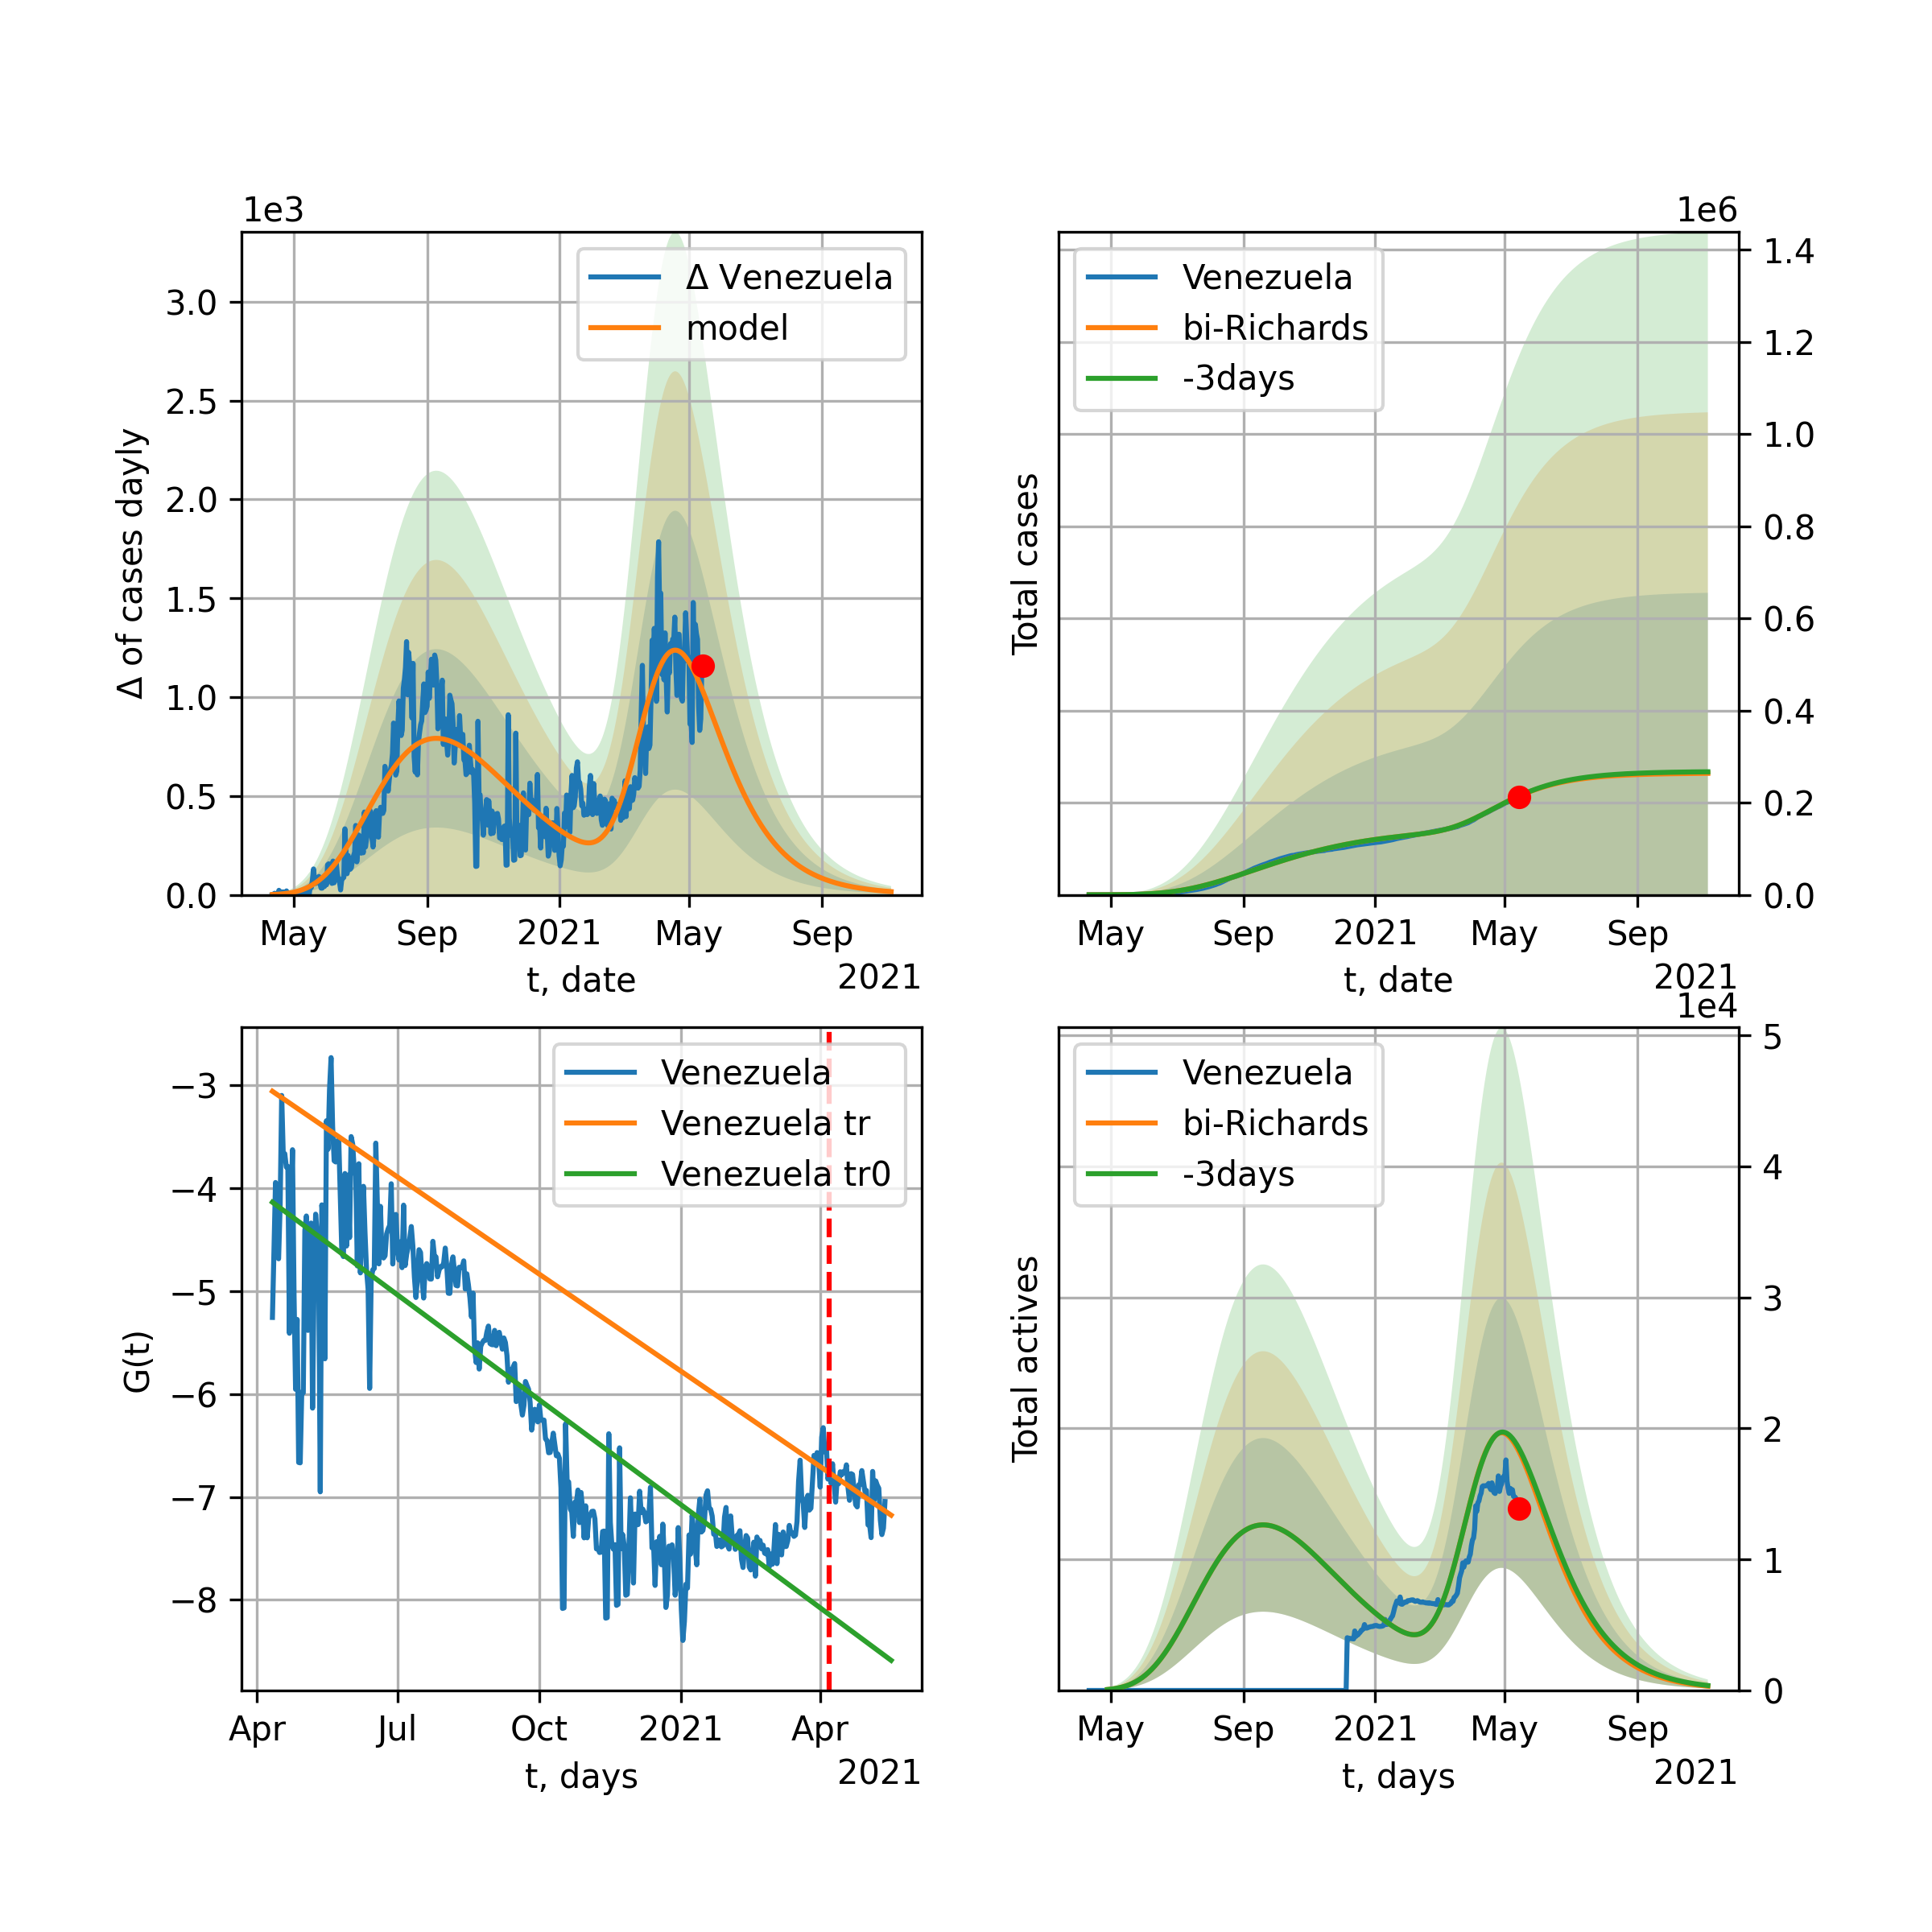 1e3
3.0
2.5
2.0
1.5
1.0
0.5
0.0
Δ of cases dayly
Δ Venezuela
model
May Sep 2021 May Sep
t, date
2021
1e6
1.4
1.2
1.0
0.8
0.6
0.4
0.2
0.0
Total cases
Venezuela
bi-Richards
-3days
May Sep 2021 May Sep
t, date
2021
−3
−4
−5
−6
−7
−8
G(t)
Venezuela
Venezuela tr
Venezuela tr0
Apr Jul Oct 2021 Apr
t, days
2021
1e4
5
4
3
2
1
0
Total actives
Venezuela
bi-Richards
-3days
May Sep 2021 May Sep
t, days
2021